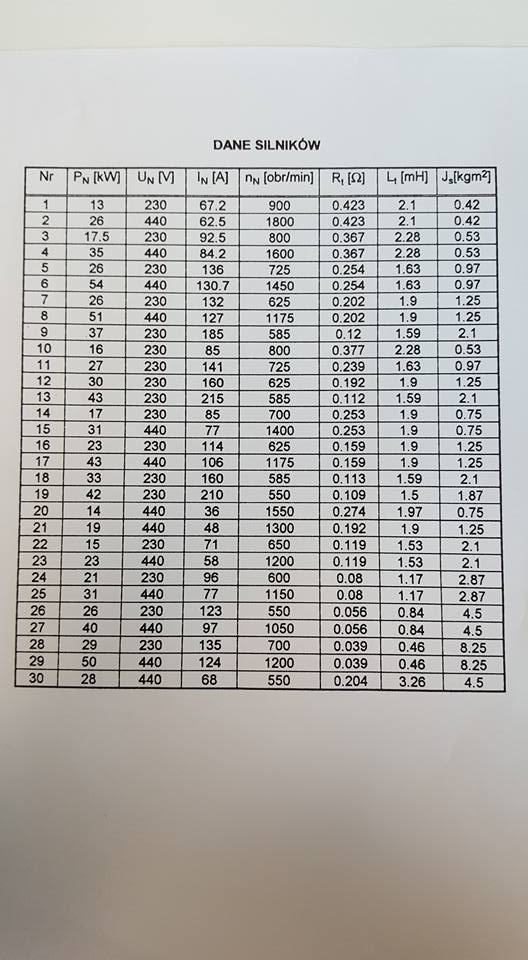 DANE SILNIKÓW
Nr P_N [kW] U_N [V] I_N [A] n_N [obr/min] R_t [Ω] L_t [mH] J_s[kgm²]
1 13 230 67.2 900 0.423 2.1 0.42
2 26 440 62.5 1800 0.423 2.1 0.42
3 17.5 230 92.5 800 0.367 2.28 0.53
4 35 440 84.2 1600 0.367 2.28 0.53
5 26 230 136 725 0.254 1.63 0.97
6 54 440 130.7 1450 0.254 1.63 0.97
7 26 230 132 625 0.202 1.9 1.25
8 51 440 127 1175 0.202 1.9 1.25
9 37 230 185 585 0.12 1.59 2.1
10 16 230 85 800 0.377 2.28 0.53
11 27 230 141 725 0.239 1.63 0.97
12 30 230 160 625 0.192 1.9 1.25
13 43 230 215 585 0.112 1.59 2.1
14 17 230 85 700 0.253 1.9 0.75
15 31 440 77 1400 0.253 1.9 0.75
16 23 230 114 625 0.159 1.9 1.25
17 43 440 106 1175 0.159 1.9 1.25
18 33 230 160 585 0.113 1.59 2.1
19 42 230 210 550 0.109 1.5 1.87
20 14 440 36 1550 0.274 1.97 0.75
21 19 440 48 1300 0.192 1.9 1.25
22 15 230 71 650 0.119 1.53 2.1
23 23 440 58 1200 0.119 1.53 2.1
24 21 230 96 600 0.08 1.17 2.87
25 31 440 77 1150 0.08 1.17 2.87
26 26 230 123 550 0.056 0.84 4.5
27 40 440 97 1050 0.056 0.84 4.5
28 29 230 135 700 0.039 0.46 8.25
29 50 440 124 1200 0.039 0.46 8.25
30 28 440 68 550 0.204 3.26 4.5